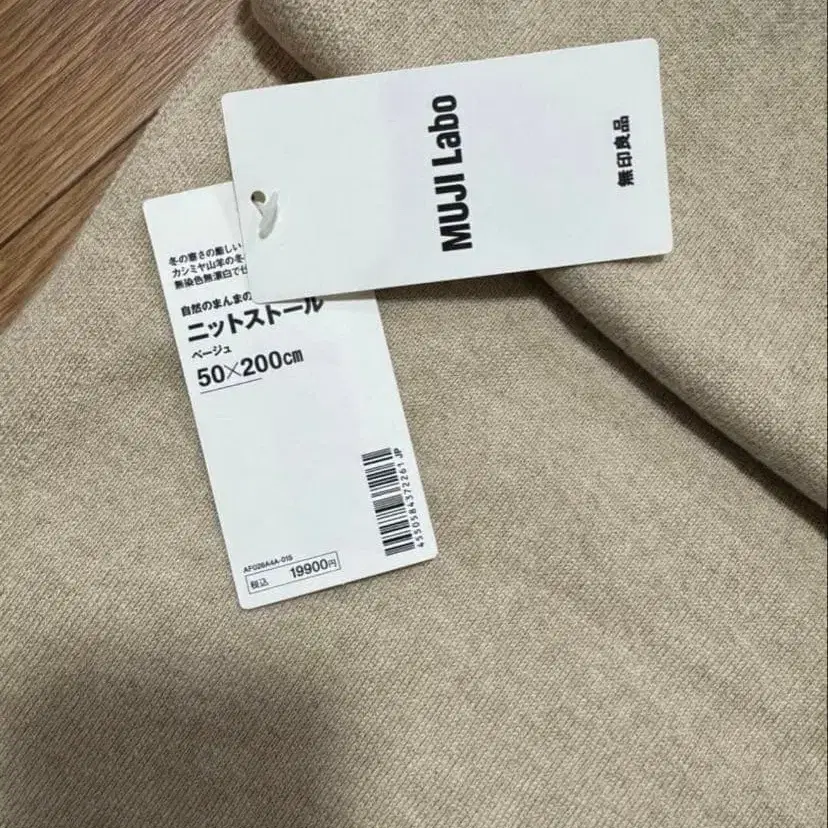 MUJI Labo
無印良品
冬の寒さの厳しい
カシミヤ山羊の冬
無染色無漂白で
自然のまんまの
ニットストール
ベージュ
50×200cm
4550584372261 JP
AF028A4A-01S
税込 19900円